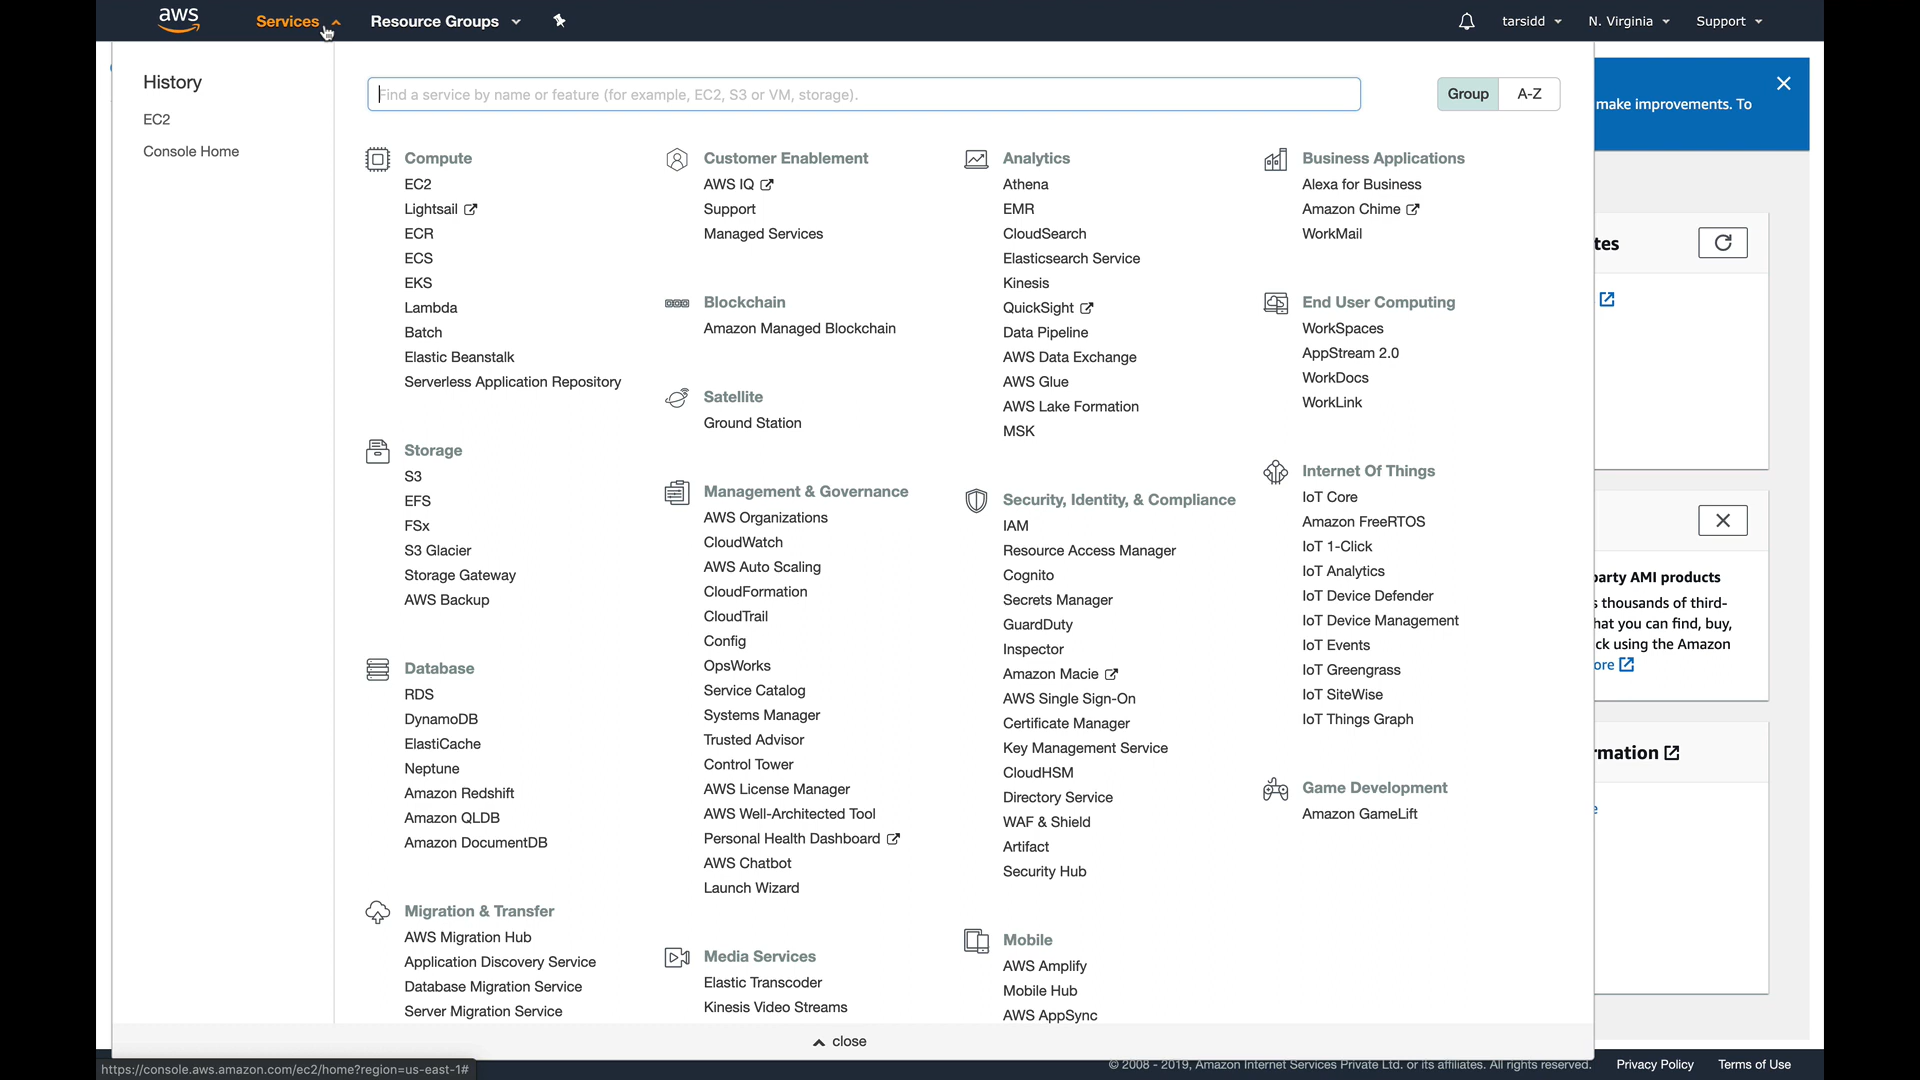 aws
Services
Resource Groups
tarsidd
N. Virginia
Support
History
EC2
Console Home
Find a service by name or feature (for example, EC2, S3 or VM, storage).
Group
A-Z
Compute
EC2
Lightsail
ECR
ECS
EKS
Lambda
Batch
Elastic Beanstalk
Serverless Application Repository
Storage
S3
EFS
FSx
S3 Glacier
Storage Gateway
AWS Backup
Database
RDS
DynamoDB
ElastiCache
Neptune
Amazon Redshift
Amazon QLDB
Amazon DocumentDB
Migration & Transfer
AWS Migration Hub
Application Discovery Service
Database Migration Service
Server Migration Service
Customer Enablement
AWS IQ
Support
Managed Services
Blockchain
Amazon Managed Blockchain
Satellite
Ground Station
Management & Governance
AWS Organizations
CloudWatch
AWS Auto Scaling
CloudFormation
CloudTrail
Config
OpsWorks
Service Catalog
Systems Manager
Trusted Advisor
Control Tower
AWS License Manager
AWS Well-Architected Tool
Personal Health Dashboard
AWS Chatbot
Launch Wizard
Media Services
Elastic Transcoder
Kinesis Video Streams
Analytics
Athena
EMR
CloudSearch
Elasticsearch Service
Kinesis
QuickSight
Data Pipeline
AWS Data Exchange
AWS Glue
AWS Lake Formation
MSK
Security, Identity, & Compliance
IAM
Resource Access Manager
Cognito
Secrets Manager
GuardDuty
Inspector
Amazon Macie
AWS Single Sign-On
Certificate Manager
Key Management Service
CloudHSM
Directory Service
WAF & Shield
Artifact
Security Hub
Mobile
AWS Amplify
Mobile Hub
AWS AppSync
Business Applications
Alexa for Business
Amazon Chime
WorkMail
End User Computing
WorkSpaces
AppStream 2.0
WorkDocs
WorkLink
Internet Of Things
IoT Core
Amazon FreeRTOS
IoT 1-Click
IoT Analytics
IoT Device Defender
IoT Device Management
IoT Events
IoT Greengrass
IoT SiteWise
IoT Things Graph
Game Development
Amazon GameLift
make improvements. To
tes
party AMI products
s thousands of third-
hat you can find, buy,
ck using the Amazon
ore
rmation
close
https://console.aws.amazon.com/ec2/home?region=us-east-1#
© 2008 - 2019, Amazon Internet Services Private Ltd. or its affiliates. All rights reserved.
Privacy Policy
Terms of Use